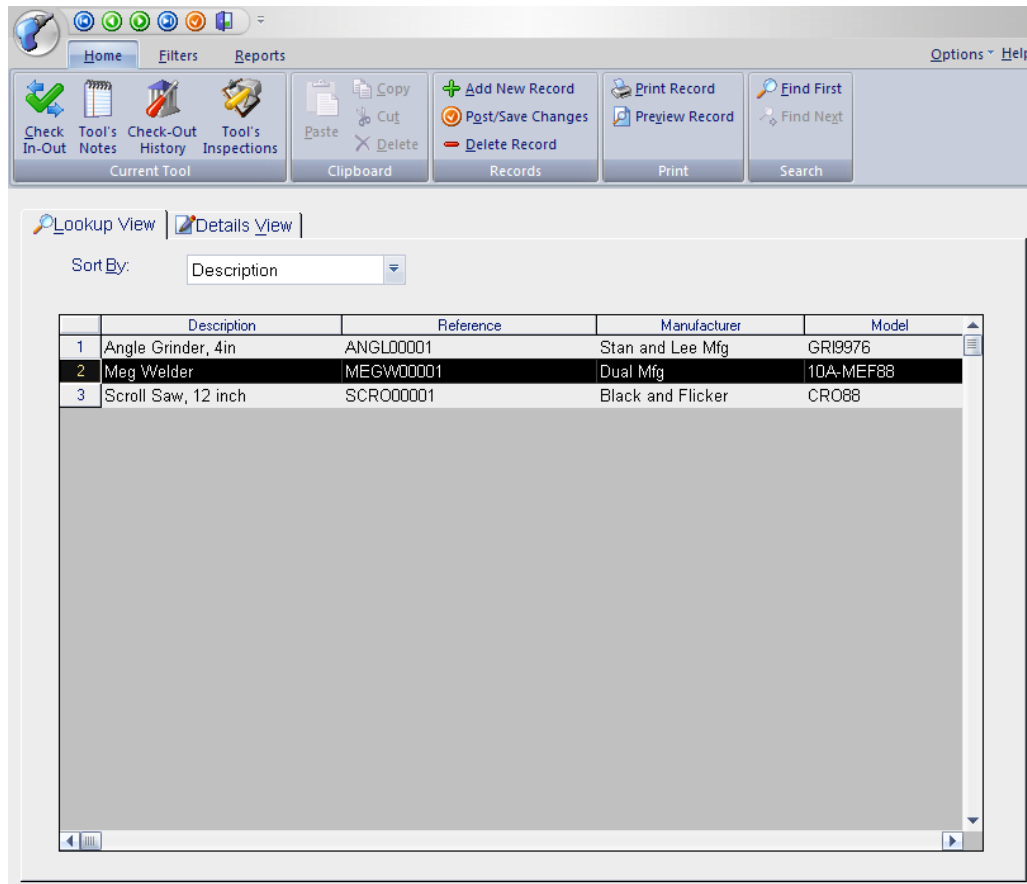 Home Filters Reports Options Help
Copy Add New Record Print Record Find First
Check Tool's Check-Out Tool's Paste Cut Post/Save Changes Preview Record Find Next
In-Out Notes History Inspections Delete Delete Record
Current Tool Clipboard Records Print Search
Lookup View Details View
Sort By: Description
Description Reference Manufacturer Model
1 Angle Grinder, 4in ANGL00001 Stan and Lee Mfg GRI9976
2 Meg Welder MEGW00001 Dual Mfg 10A-MEF88
3 Scroll Saw, 12 inch SCRO00001 Black and Flicker CRO88